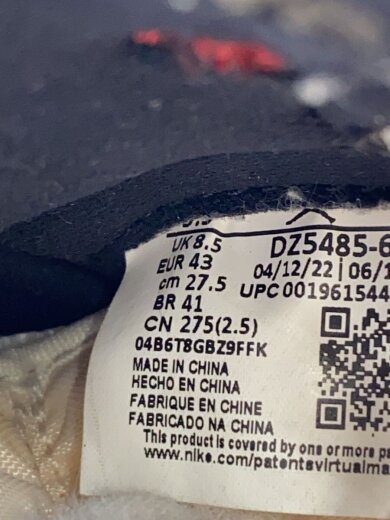 UK 8.5 DZ5485-6
EUR 43 04/12/22 | 06/1
cm 27.5 UPC 001961544
BR 41
CN 275(2.5)
04B6T8GBZ9FFK
MADE IN CHINA
HECHO EN CHINA
FABRIQUE EN CHINE
FABRICADO NA CHINA
This product is covered by one or more pa
www.nike.com/patentsvirtualma